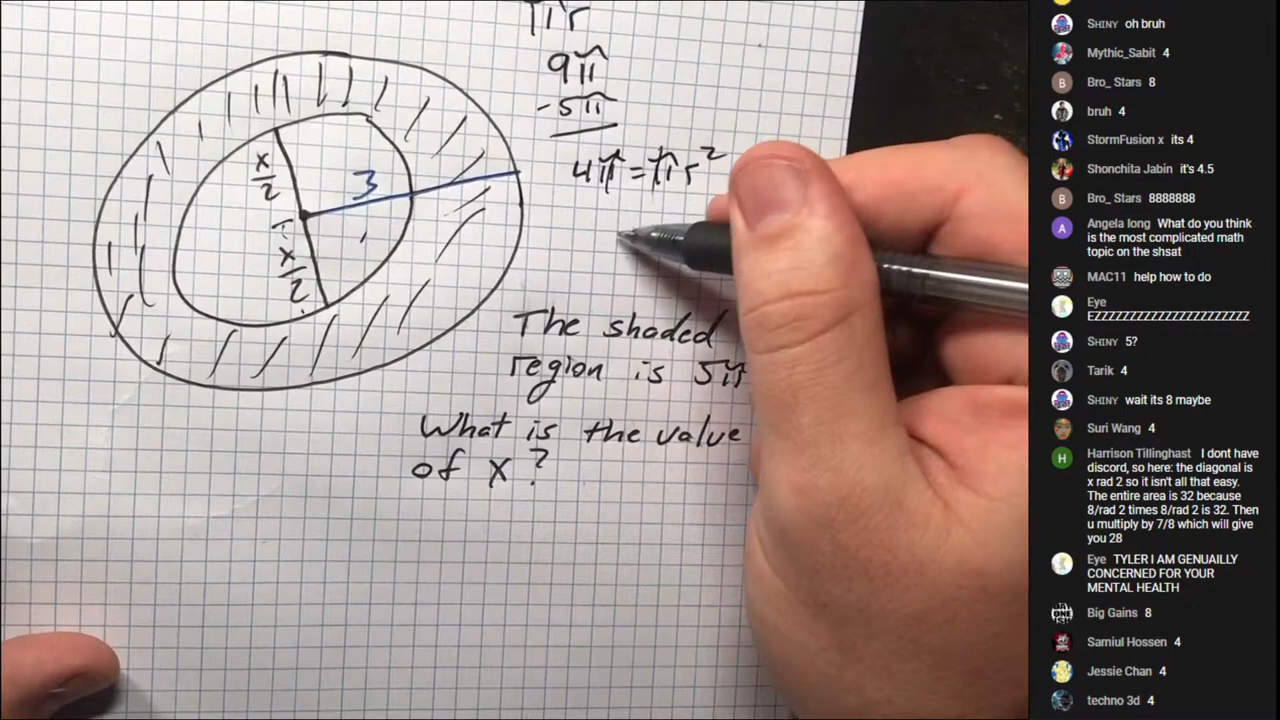 πr
9π
-5π
4π = πr²
x
2
3
x
2
The shaded
region is 5π
What is the value
of x?
SHINY oh bruh
Mythic_Sabit 4
Bro_ Stars 8
bruh 4
StormFusion x its 4
Shonchita Jabin it's 4.5
Bro_ Stars 8888888
Angela Iong What do you think
is the most complicated math
topic on the shsat
MAC11 help how to do
Eye
EZZZZZZZZZZZZZZZZZZZZZZZ
SHINY 5?
Tarik 4
SHINY wait its 8 maybe
Suri Wang 4
Harrison Tillinghast I dont have
discord, so here: the diagonal is
x rad 2 so it isn't all that easy.
The entire area is 32 because
8/rad 2 times 8/rad 2 is 32. Then
u multiply by 7/8 which will give
you 28
Eye TYLER I AM GENUAILLY
CONCERNED FOR YOUR
MENTAL HEALTH
Big Gains 8
Samiul Hossen 4
Jessie Chan 4
techno 3d 4